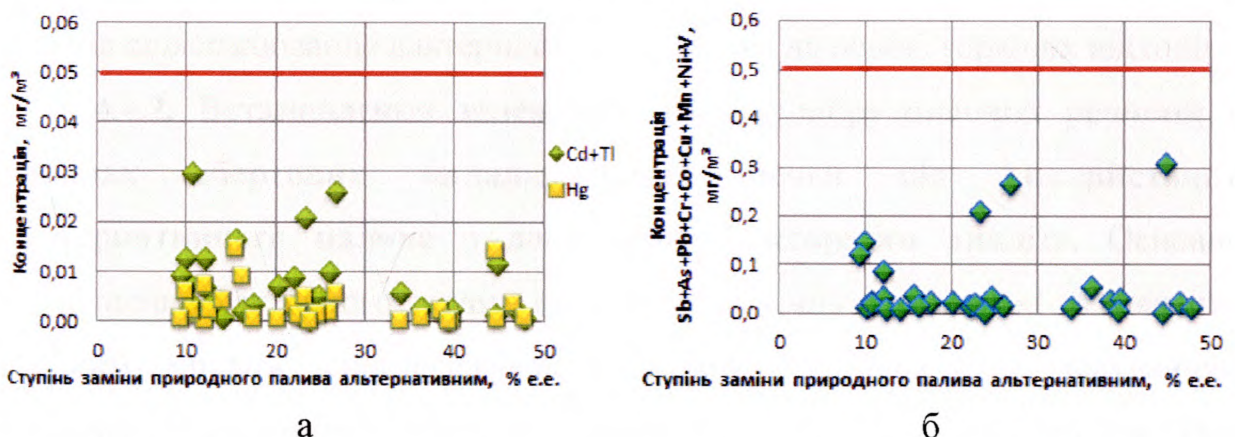 0,06
0,05
0,04
0,03
0,02
0,01
0,00
Концентрація, мг/м³
0 10 20 30 40 50
Ступінь заміни природного палива альтернативним, % е.е.
Cd+Tl
Hg
а
0,6
0,5
0,4
0,3
0,2
0,1
0,0
Концентрація
Sb+As+Pb+Cr+Co+Cu+Mn+Ni+V,
мг/м³
0 10 20 30 40 50
Ступінь заміни природного палива альтернативним, % е.е.
б